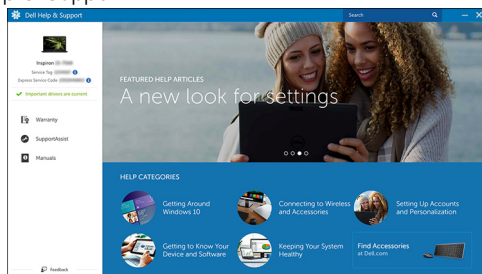 Dell Help & Support
Search
Inspiron
Service Tag
Express Service Code
Important drivers are current
Warranty
SupportAssist
Manuals
Feedback
FEATURED HELP ARTICLES
A new look for settings
HELP CATEGORIES
Getting Around
Windows 10
Connecting to Wireless
and Accessories
Setting Up Accounts
and Personalization
Getting to Know Your
Device and Software
Keeping Your System
Healthy
Find Accessories
at Dell.com